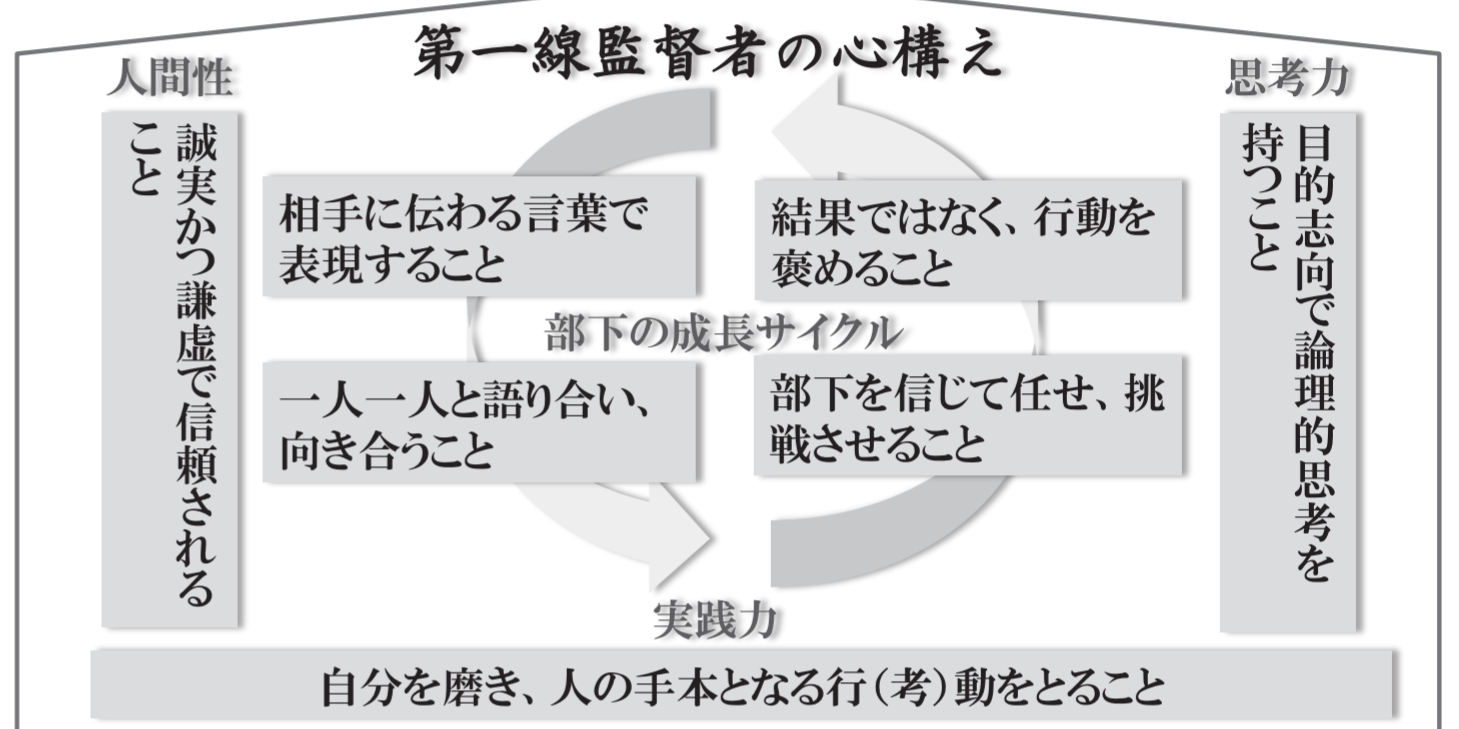 第一線監督者の心構え
人間性
誠実かつ謙虚で信頼される
こと
思考力
目的志向で論理的思考を
持つこと
相手に伝わる言葉で
表現すること
結果ではなく、行動を
褒めること
部下の成長サイクル
一人一人と語り合い、
向き合うこと
部下を信じて任せ、挑
戦させること
実践力
自分を磨き、人の手本となる行(考)動をとること